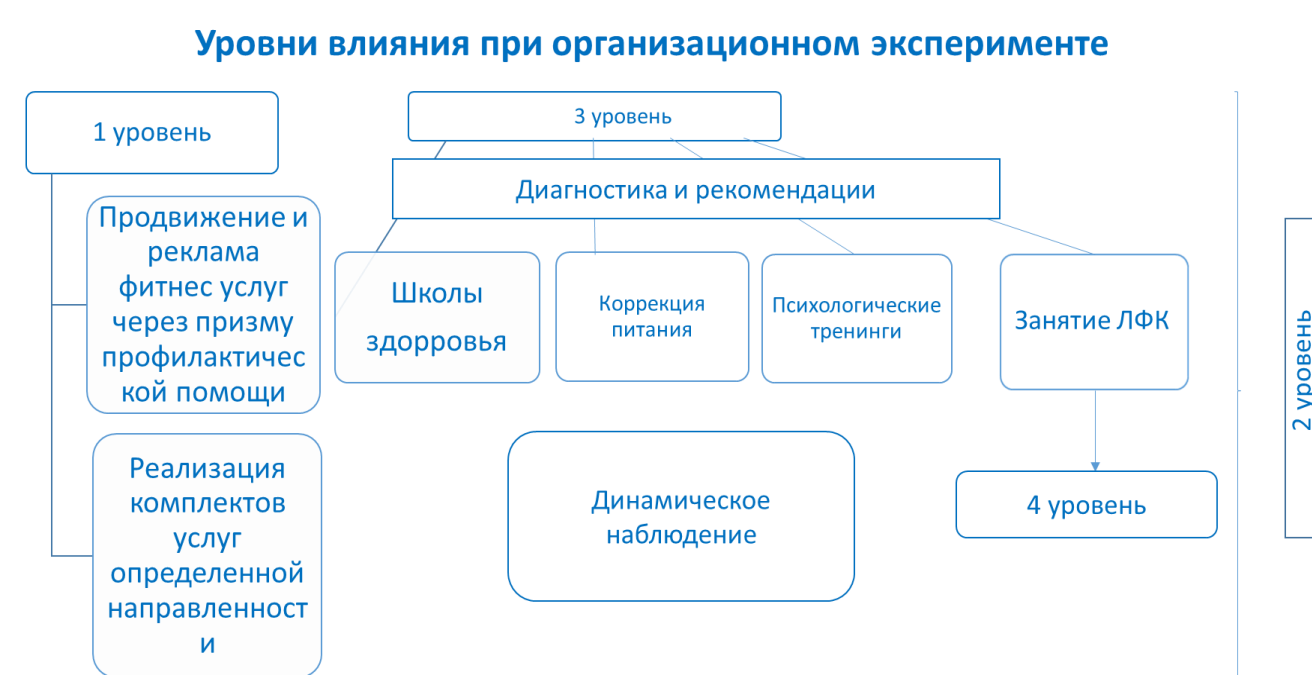 Уровни влияния при организационном эксперименте
1 уровень
Продвижение и
реклама
фитнес услуг
через призму
профилактичес
кой помощи
Реализация
комплектов
услуг
определенной
направленност
и
3 уровень
Диагностика и рекомендации
Школы
здорровья
Коррекция
питания
Психологические
тренинги
Занятие ЛФК
Динамическое
наблюдение
4 уровень
2 уровень